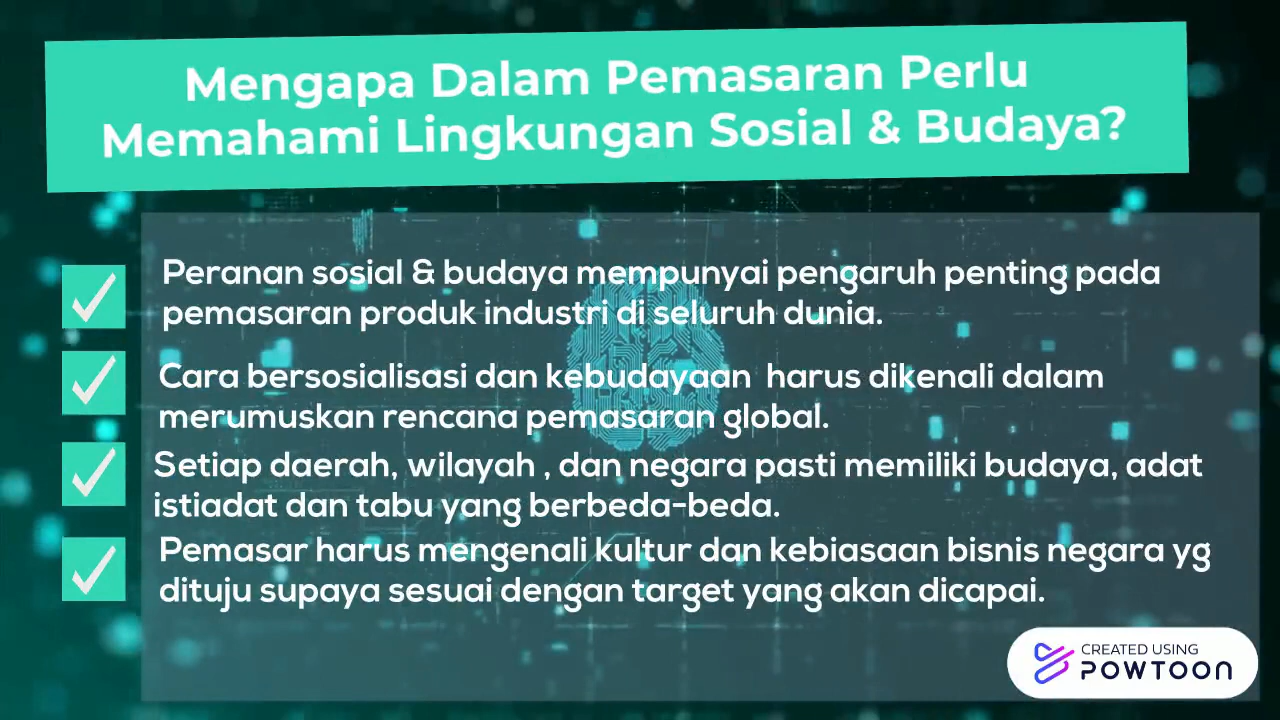 Mengapa Dalam Pemasaran Perlu
Memahami Lingkungan Sosial & Budaya?
Peranan sosial & budaya mempunyai pengaruh penting pada
pemasaran produk industri di seluruh dunia.
Cara bersosialisasi dan kebudayaan harus dikenali dalam
merumuskan rencana pemasaran global.
Setiap daerah, wilayah , dan negara pasti memiliki budaya, adat
istiadat dan tabu yang berbeda-beda.
Pemasar harus mengenali kultur dan kebiasaan bisnis negara yg
dituju supaya sesuai dengan target yang akan dicapai.
CREATED USING
POWTOON